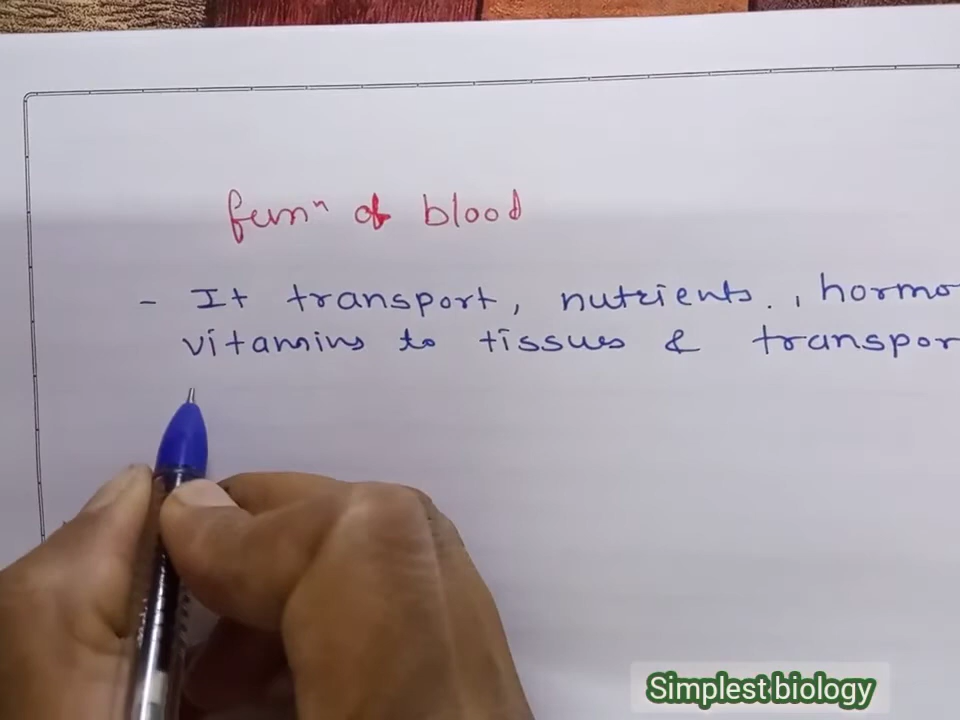 funⁿ of blood
- It transport, nutrients., hormo
vitamins to tissues & transpor
Simplest biology